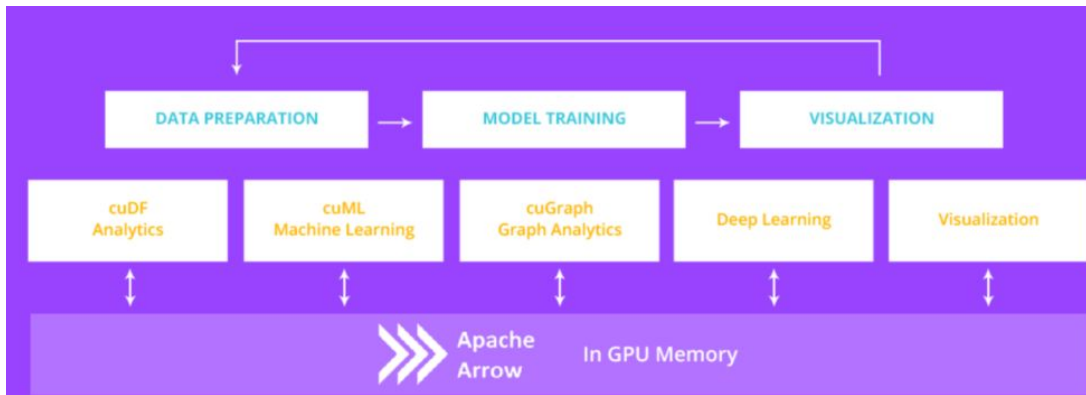 DATA PREPARATION
MODEL TRAINING
VISUALIZATION
cuDF
Analytics
cuML
Machine Learning
cuGraph
Graph Analytics
Deep Learning
Visualization
Apache
Arrow
In GPU Memory